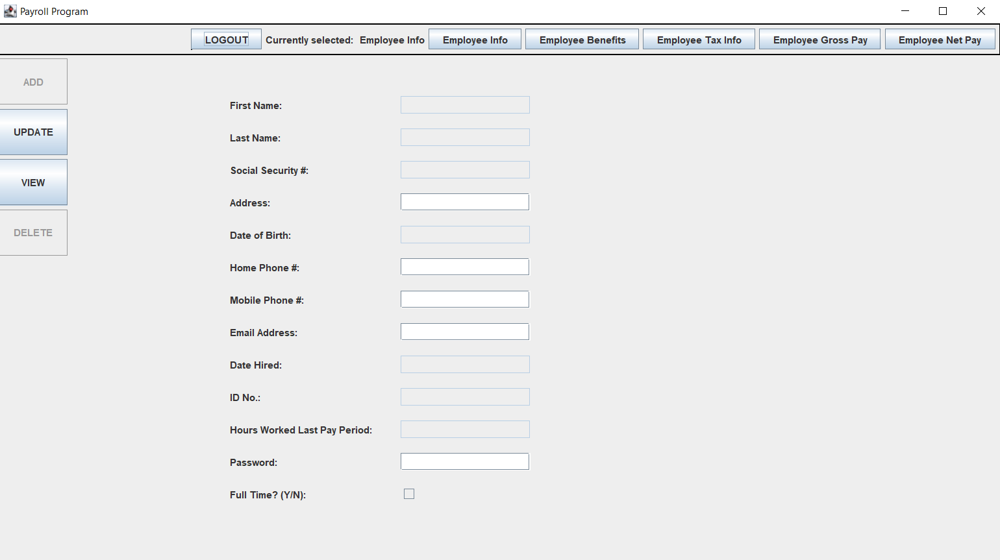 Payroll Program
LOGOUT Currently selected: Employee Info Employee Info Employee Benefits Employee Tax Info Employee Gross Pay Employee Net Pay
ADD
UPDATE
VIEW
DELETE
First Name:
Last Name:
Social Security #:
Address:
Date of Birth:
Home Phone #:
Mobile Phone #:
Email Address:
Date Hired:
ID No.:
Hours Worked Last Pay Period:
Password:
Full Time? (Y/N):